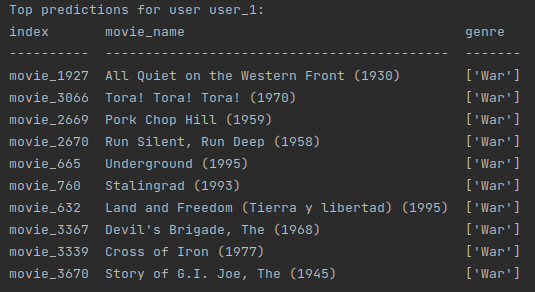 Top predictions for user user_1:
index       movie_name                                   genre
----------  -------------------------------------------  -------
movie_1927  All Quiet on the Western Front (1930)        ['War']
movie_3066  Tora! Tora! Tora! (1970)                     ['War']
movie_2669  Pork Chop Hill (1959)                        ['War']
movie_2670  Run Silent, Run Deep (1958)                  ['War']
movie_665   Underground (1995)                           ['War']
movie_760   Stalingrad (1993)                            ['War']
movie_632   Land and Freedom (Tierra y libertad) (1995)  ['War']
movie_3367  Devil's Brigade, The (1968)                  ['War']
movie_3339  Cross of Iron (1977)                         ['War']
movie_3670  Story of G.I. Joe, The (1945)                ['War']